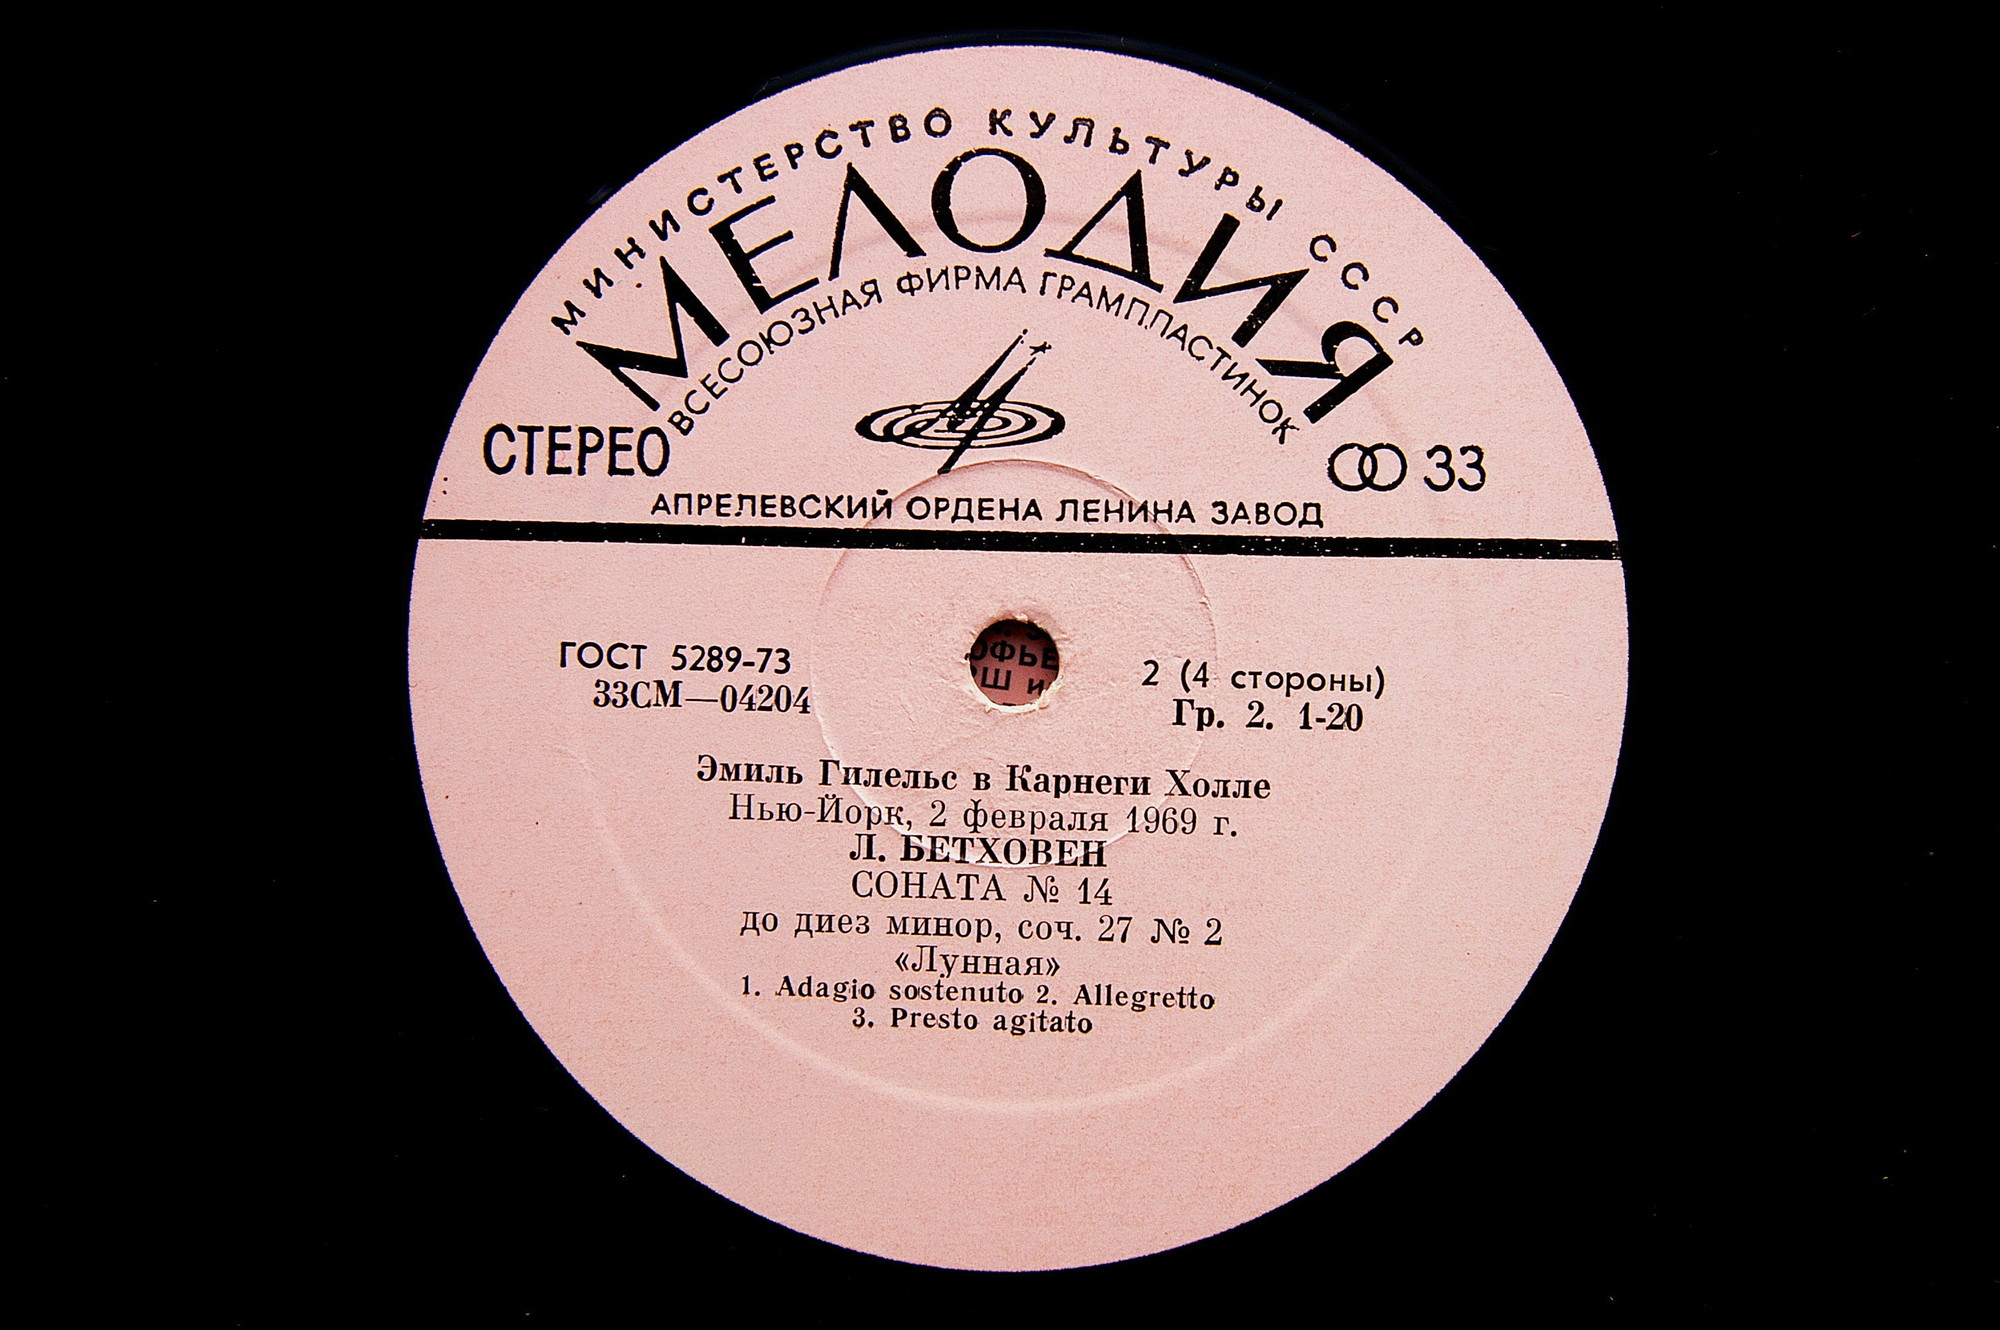 МИНИСТЕРСТВО КУЛЬТУРЫ СССР
МЕЛОДИЯ
ВСЕСОЮЗНАЯ ФИРМА ГРАМПЛАСТИНОК
СТЕРЕО
33
АПРЕЛЕВСКИЙ ОРДЕНА ЛЕНИНА ЗАВОД
ГОСТ 5289-73
33СМ—04204
2 (4 стороны)
Гр. 2. 1-20
Эмиль Гилельс в Карнеги Холле
Нью-Йорк, 2 февраля 1969 г.
Л. БЕТХОВЕН
СОНАТА № 14
до диез минор, соч. 27 № 2
«Лунная»
1. Adagio sostenuto 2. Allegretto
3. Presto agitato